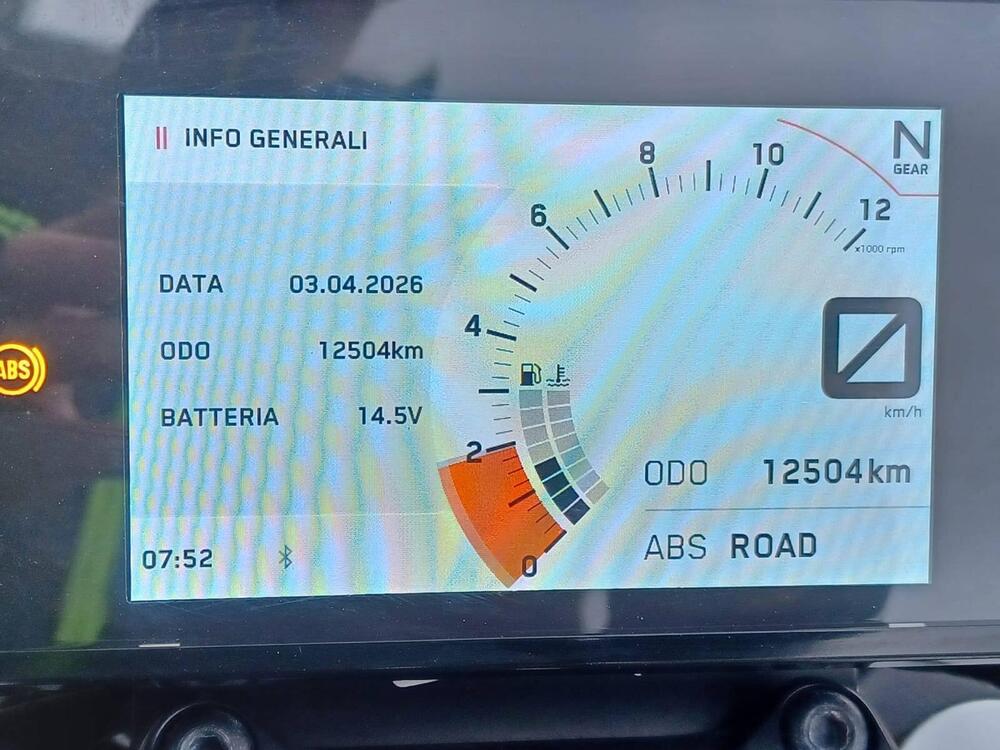 INFO GENERALI
DATA 03.04.2026
ODO 12504km
BATTERIA 14.5V
07:52
0
2
4
6
8
10
12
x1000 rpm
N
GEAR
0
km/h
ODO 12504km
ABS ROAD
ABS